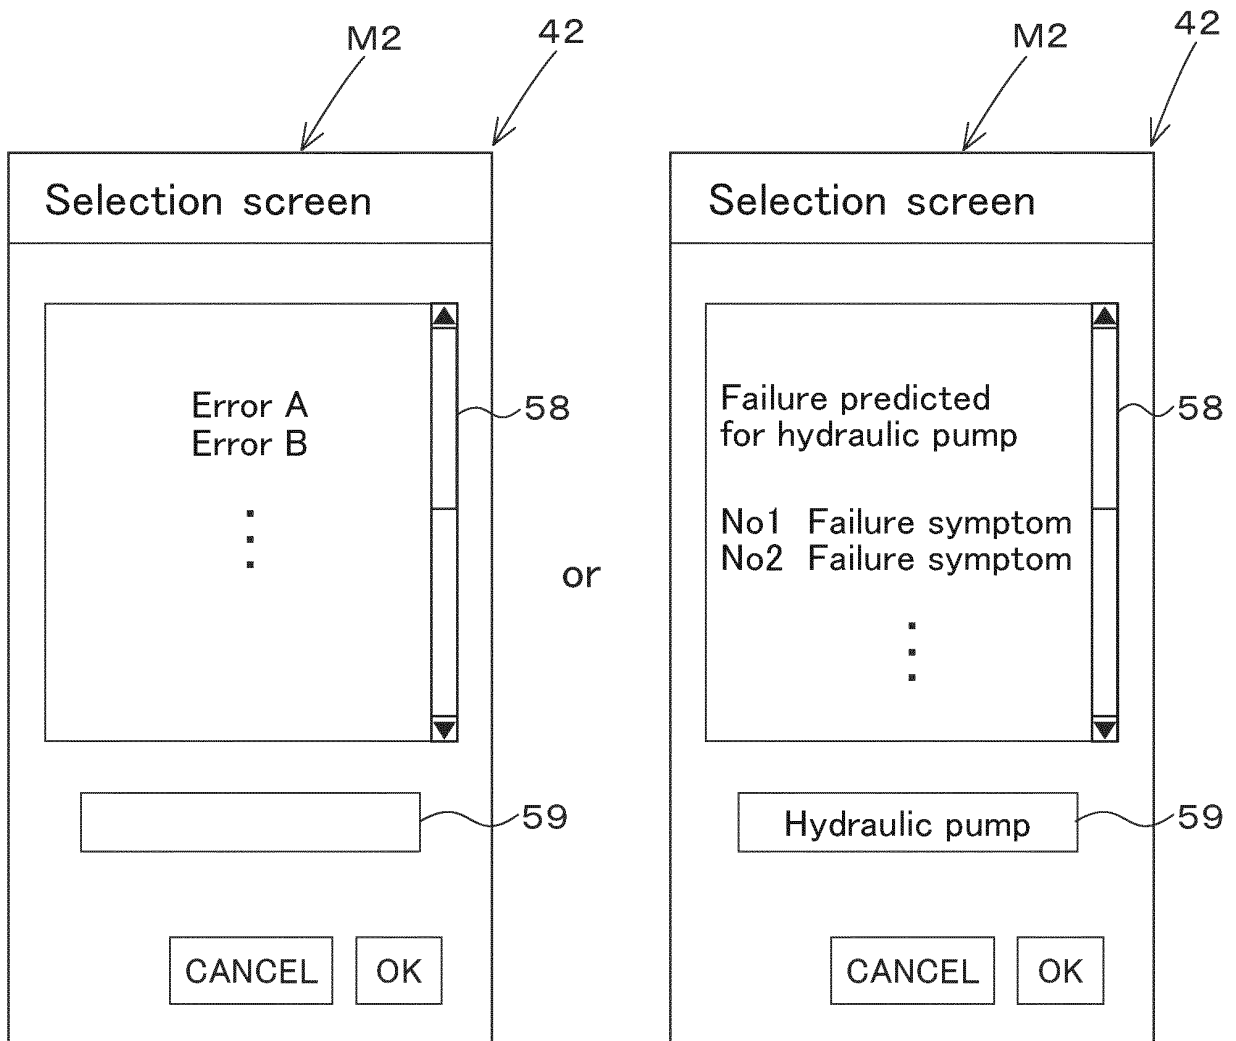 M2
42
Selection screen
Error A
Error B
58
59
CANCEL
OK
or
M2
42
Selection screen
Failure predicted
for hydraulic pump
No1 Failure symptom
No2 Failure symptom
58
Hydraulic pump
59
CANCEL
OK